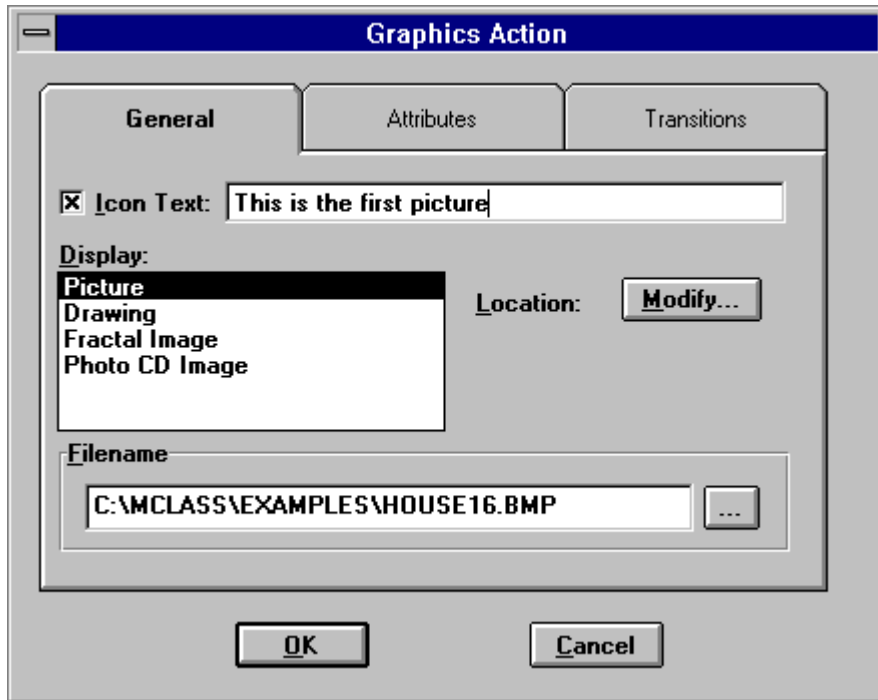 Graphics Action
General Attributes Transitions
Icon Text: This is the first picture
Display:
Picture
Drawing
Fractal Image
Photo CD Image
Location: Modify...
Filename
C:\MCLASS\EXAMPLES\HOUSE16.BMP ...
OK Cancel